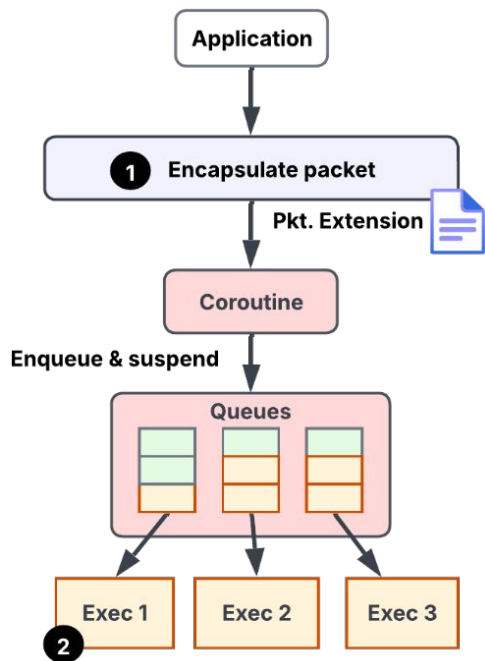 Application
1 Encapsulate packet
Pkt. Extension
Coroutine
Enqueue & suspend
Queues
Exec 1
Exec 2
Exec 3
2